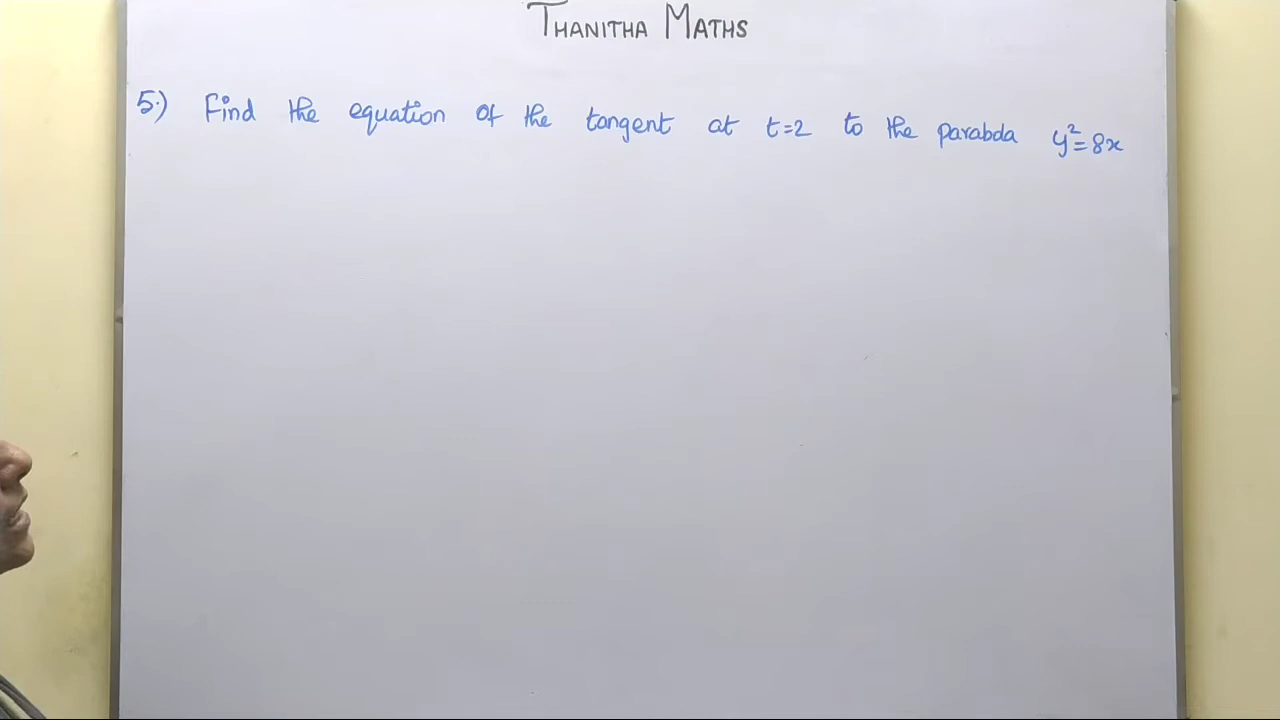 THANITHA MATHS
5.) Find the equation of the tangent at t=2 to the parabola y²=8x